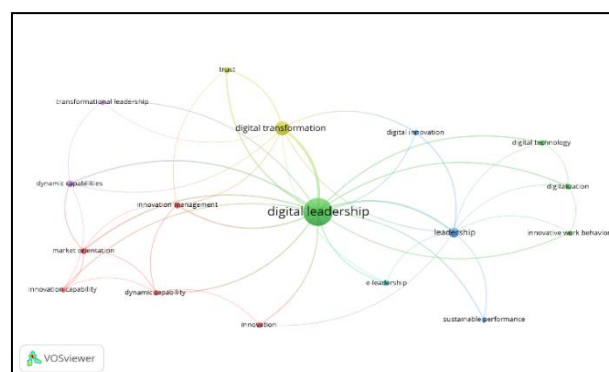 trust
transformational leadership
digital transformation
digital innovation
digital technology
dynamic capabilities
digitalization
innovation management
digital leadership
leadership
innovative work behavior
market orientation
e-leadership
innovation capability
dynamic capability
innovation
sustainable performance
VOSviewer